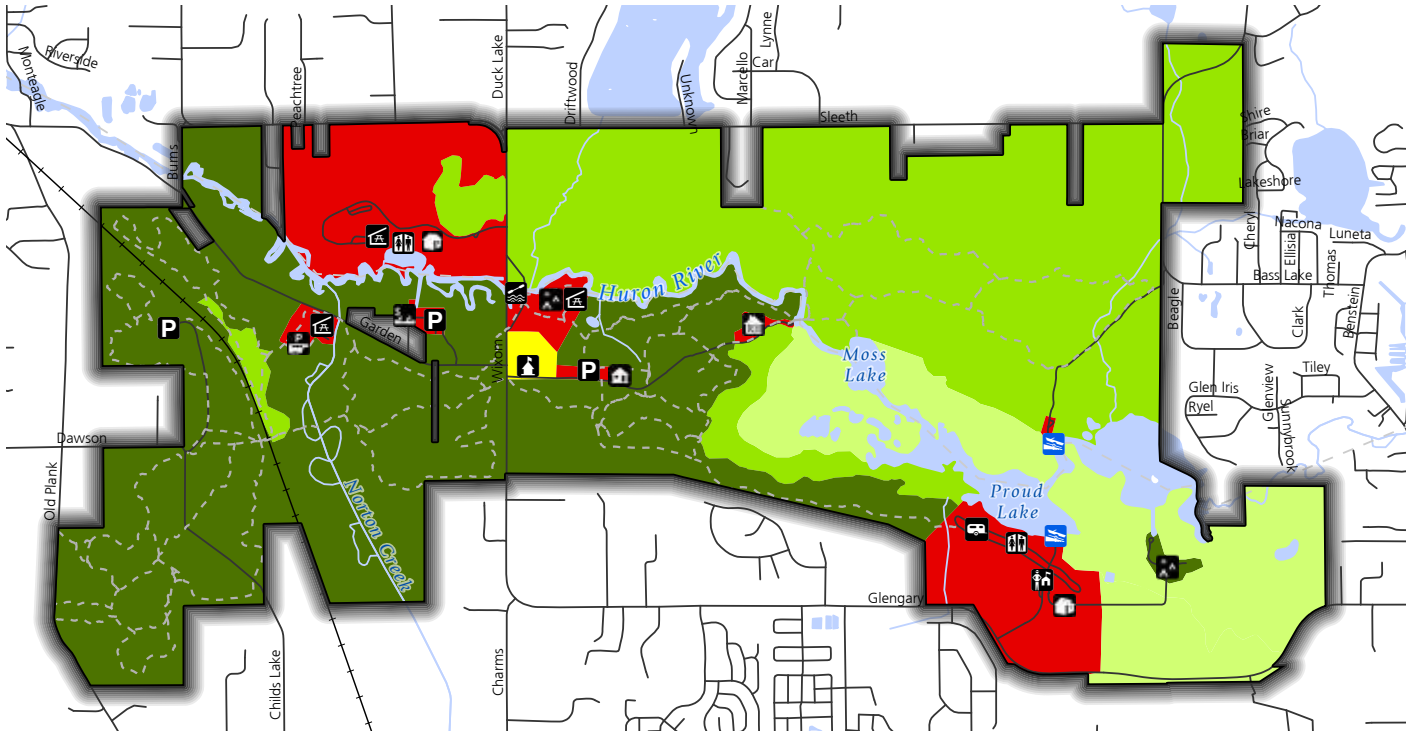 Riverside
Monteagle
Peachtree
Duck Lake
Driftwood
Unknown
Marcello
Lynne
Car
Sleeth
Burns
Shire
Briar
Lakeshore
Cheryl
Nacona
Ellisia
Luneta
Thomas
Bass Lake
Beagle
Clark
Benstein
Huron River
P
P
Garden
Wixom
P
Moss
Lake
Glen Iris
Ryel
Glenview
Tiley
Sunnybrook
Dawson
Old Plank
Norton Creek
Proud
Lake
Glengary
Childs Lake
Charms